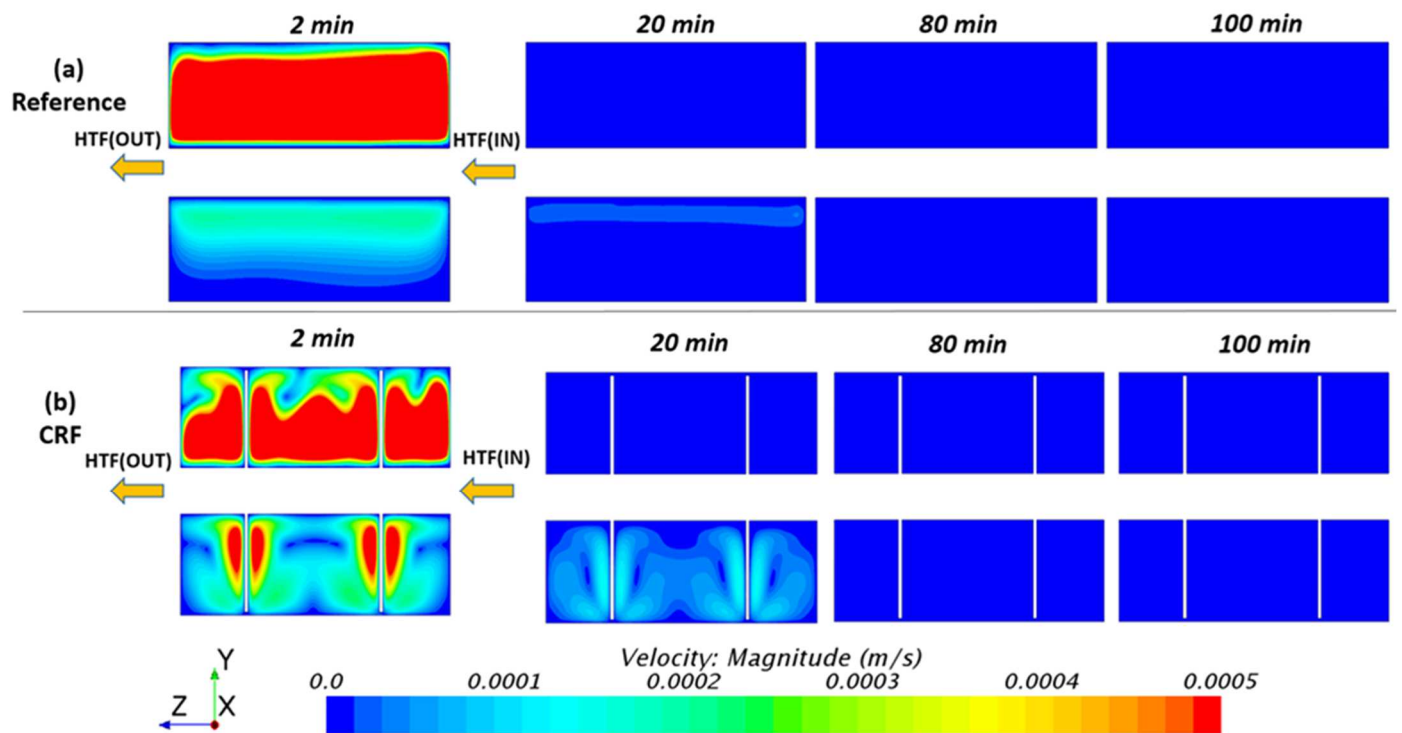 2 min 20 min 80 min 100 min
(a)
Reference
HTF(OUT) HTF(IN)
2 min 20 min 80 min 100 min
(b)
CRF
HTF(OUT) HTF(IN)
Velocity: Magnitude (m/s)
0.0 0.0001 0.0002 0.0003 0.0004 0.0005
Y
Z X